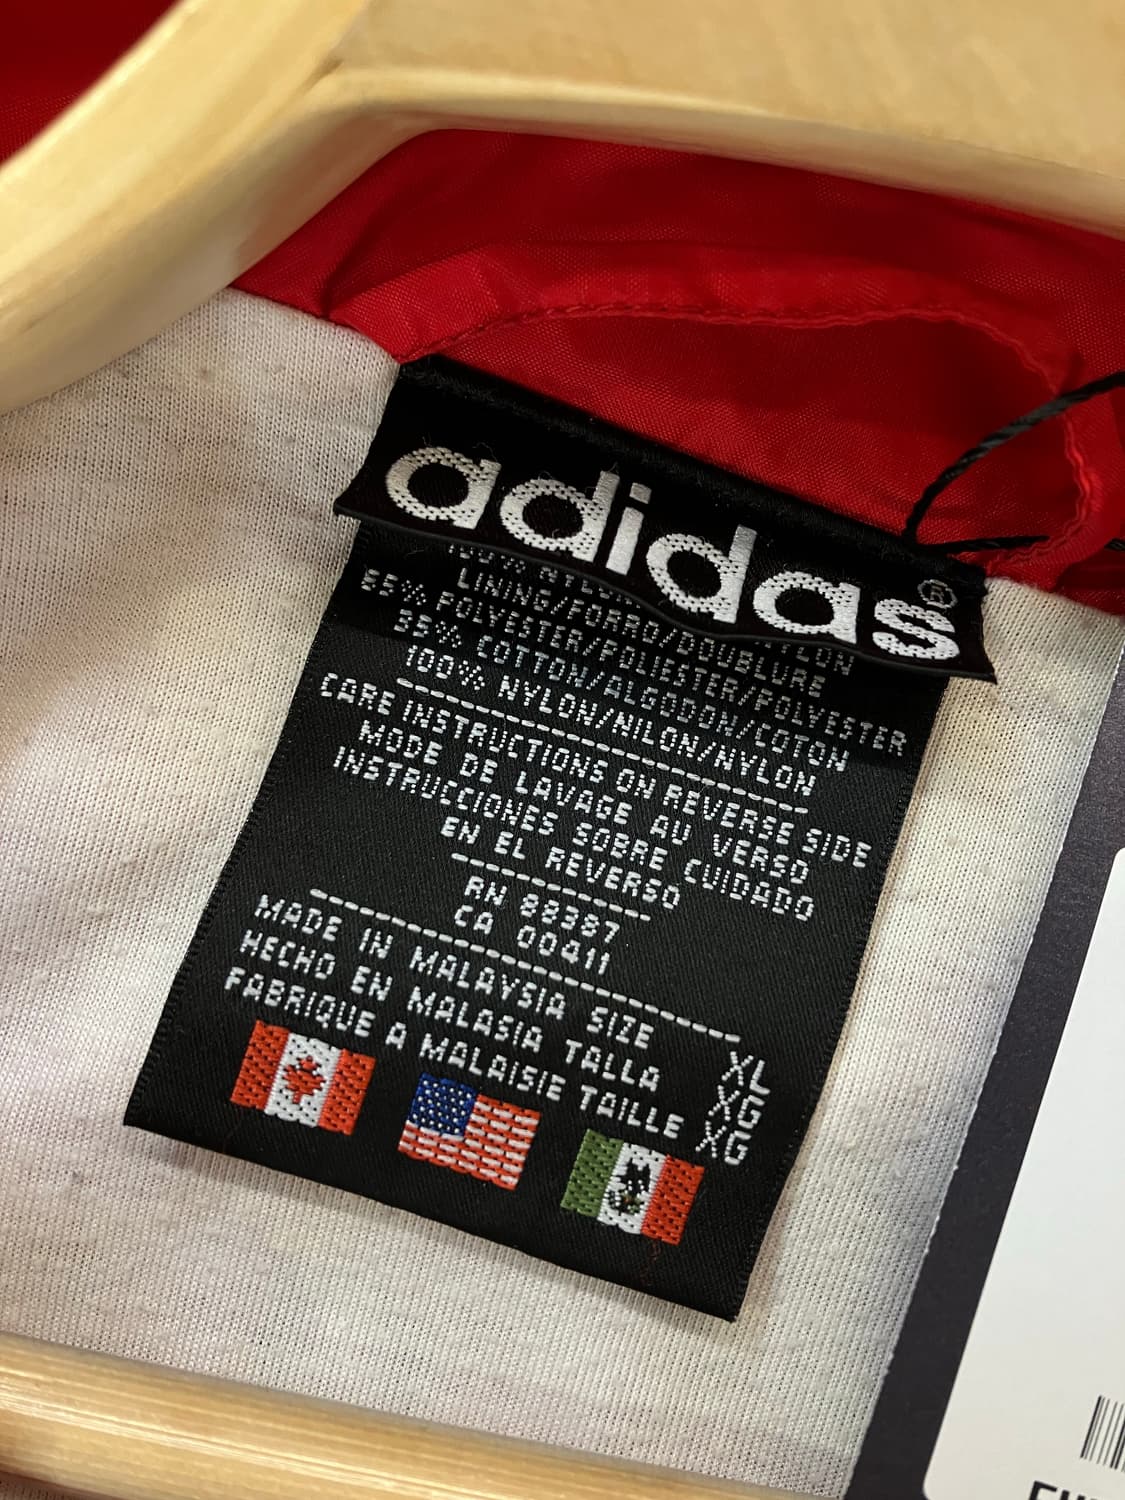 adidas®
LINING/FORRO/DOUBLURE
65% POLYESTER/POLIESTER/POLYESTER
35% COTTON/ALGODON/COTON
100% NYLON/NILON/NYLON
CARE INSTRUCTIONS ON REVERSE SIDE
MODE DE LAVAGE AU VERSO
INSTRUCCIONES SOBRE CUIDADO
EN EL REVERSO
RN 88387
CA 00411
MADE IN MALAYSIA SIZE XL
HECHO EN MALASIA TALLA XG
FABRIQUE A MALAISIE TAILLE XG